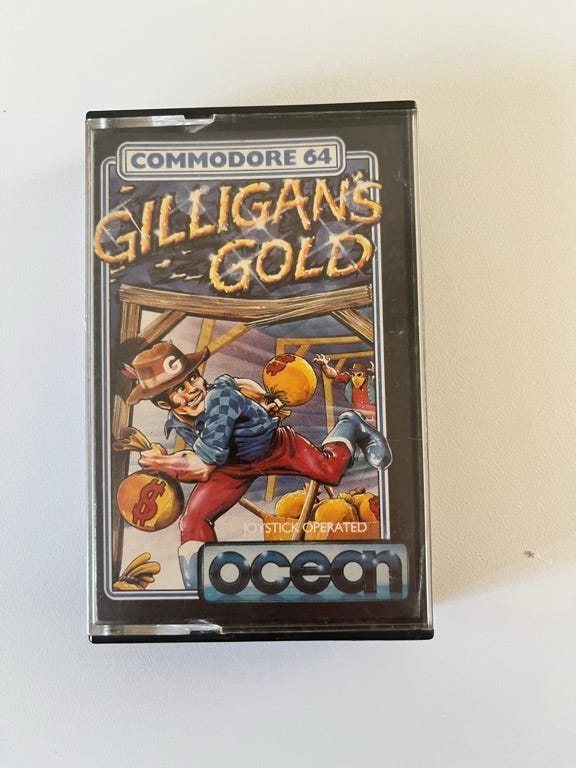 COMMODORE 64
GILLIGAN'S
GOLD
G
$
$
$
JOYSTICK OPERATED
ocean